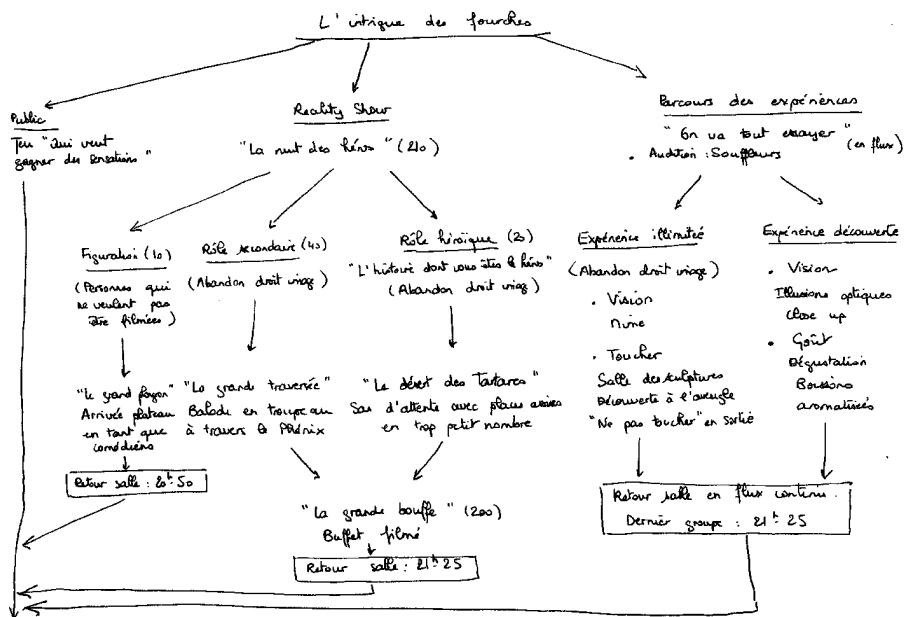 L'intrigue des fourches
Public
Jeu "Qui veut
gagner des sensations"
Reality Show
"La nuit des héros" (210)
Parcours des expériences
"On va tout essayer"
(en flux)
• Audition : Souffleurs
Figuration (10)
(Personnes qui
ne veulent pas
être filmées)
"Le grand foyer"
Arrivée plateau
en tant que
comédiens
Retour salle : 20h50
Rôle secondaire (40)
(Abandon droit image)
"La grande traversée"
Balade en troupeau
à travers le Phénix
Rôle héroïque (20)
"L'histoire dont vous êtes le héros"
(Abandon droit image)
"Le désert des Tartares"
Sas d'attente avec places assises
en trop petit nombre
"La grande bouffe" (200)
Buffet filmé
Retour salle : 21h25
Expérience illimitée
(Abandon droit image)
• Vision
Mime
• Toucher
Salle des sculptures
Découverte à l'aveugle
"Ne pas toucher" en sortie
Expérience découverte
• Vision
Illusions optiques
Close up
• Goût
Dégustation
Boissons
aromatisées
Retour salle en flux continu.
Dernier groupe : 21h25